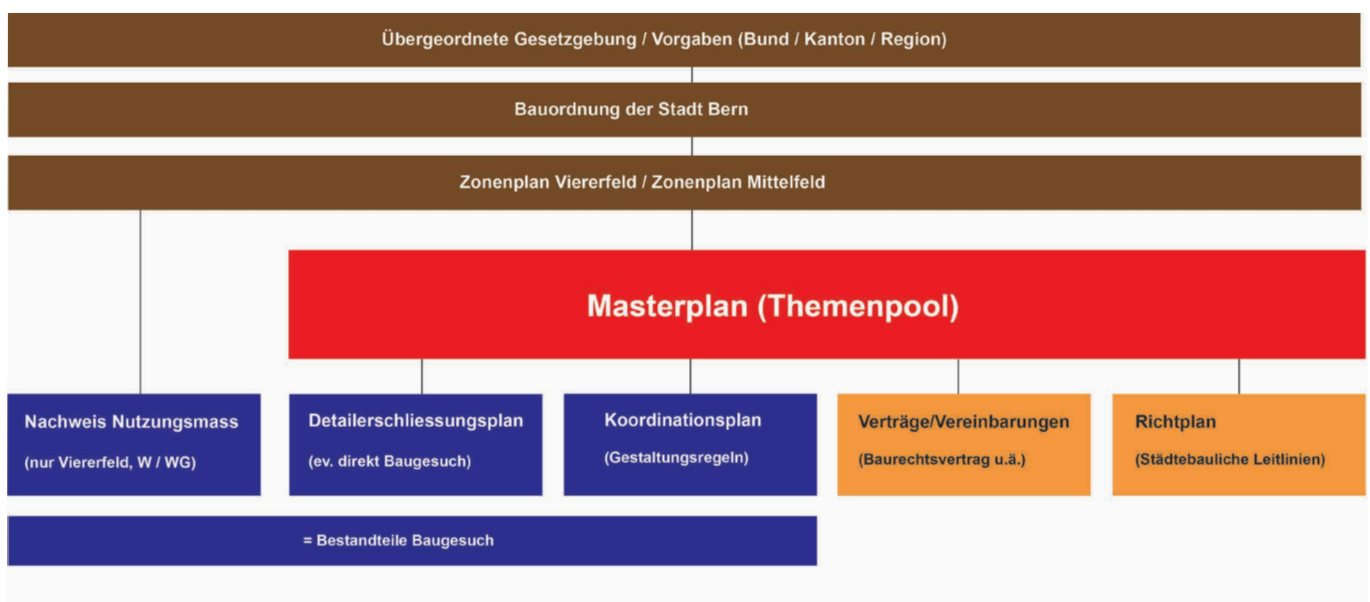 Übergeordnete Gesetzgebung / Vorgaben (Bund / Kanton / Region)
Bauordnung der Stadt Bern
Zonenplan Viererfeld / Zonenplan Mittelfeld
Masterplan (Themenpool)
Nachweis Nutzungsmass
(nur Viererfeld, W / WG)
Detailerschliessungsplan
(ev. direkt Baugesuch)
Koordinationsplan
(Gestaltungsregeln)
Verträge/Vereinbarungen
(Baurechtsvertrag u.ä.)
Richtplan
(Städtebauliche Leitlinien)
= Bestandteile Baugesuch